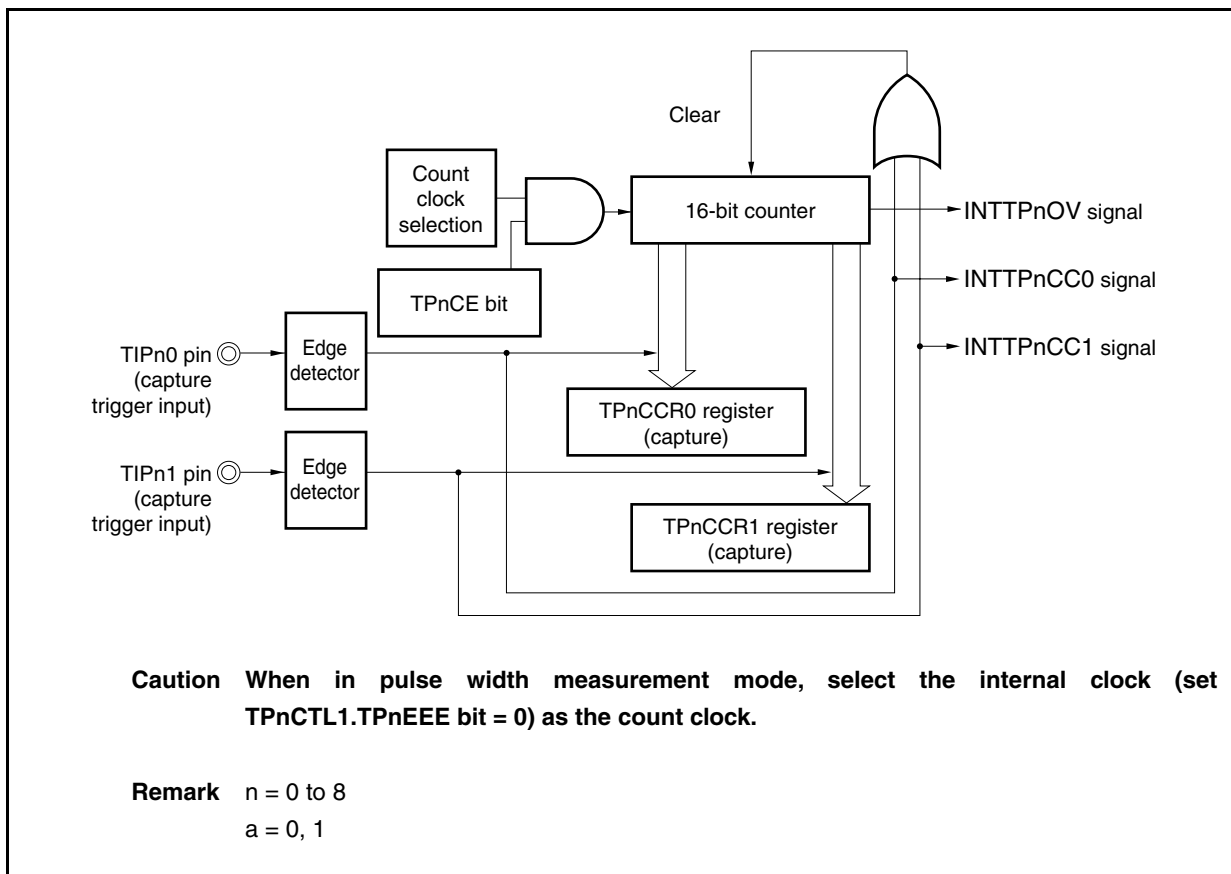 Clear
Count
clock
selection
16-bit counter
INTTPnOV signal
TPnCE bit
INTTPnCC0 signal
TIPn0 pin
(capture
trigger input)
Edge
detector
INTTPnCC1 signal
TPnCCR0 register
(capture)
TIPn1 pin
(capture
trigger input)
Edge
detector
TPnCCR1 register
(capture)
Caution When in pulse width measurement mode, select the internal clock (set
TPnCTL1.TPnEEE bit = 0) as the count clock.
Remark n = 0 to 8
a = 0, 1